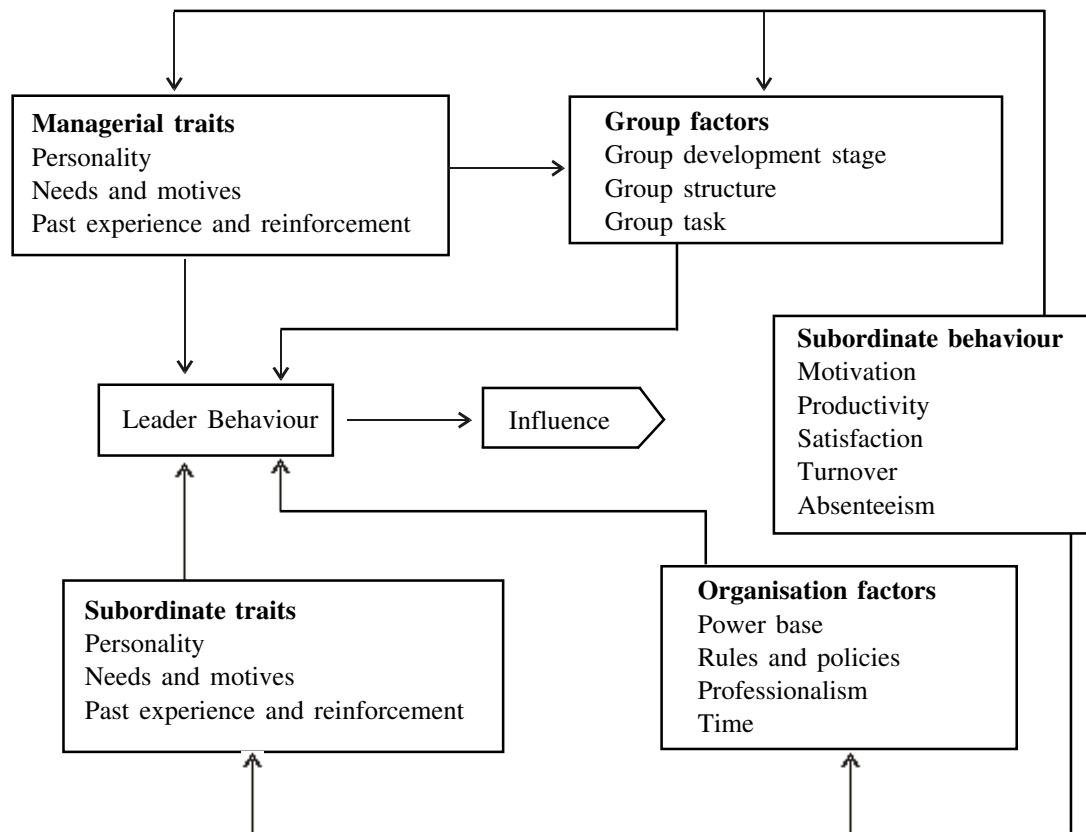 Managerial traits
Personality
Needs and motives
Past experience and reinforcement
Group factors
Group development stage
Group structure
Group task
Subordinate behaviour
Motivation
Productivity
Satisfaction
Turnover
Absenteeism
Leader Behaviour
Influence
Subordinate traits
Personality
Needs and motives
Past experience and reinforcement
Organisation factors
Power base
Rules and policies
Professionalism
Time